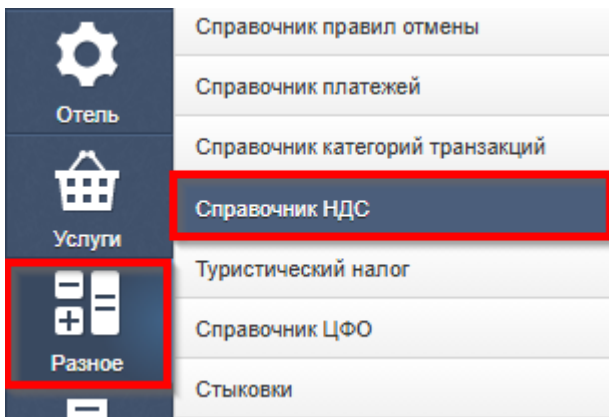 Отель
Услуги
Разное
Справочник правил отмены
Справочник платежей
Справочник категорий транзакций
Справочник НДС
Туристический налог
Справочник ЦФО
Стыковки